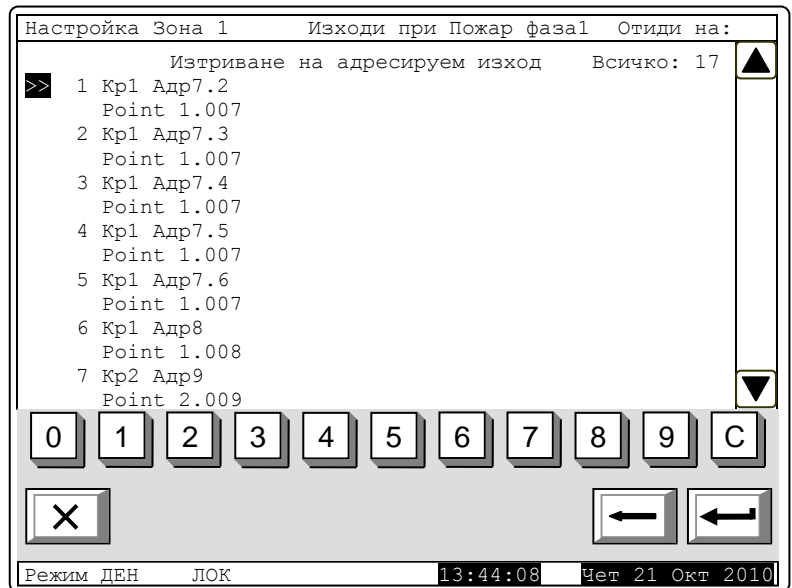 Настройка Зона 1 Изходи при Пожар фаза1 Отиди на:
Изтриване на адресируем изход Всичко: 17
>> 1 Кр1 Адр7.2
Point 1.007
2 Кр1 Адр7.3
Point 1.007
3 Кр1 Адр7.4
Point 1.007
4 Кр1 Адр7.5
Point 1.007
5 Кр1 Адр7.6
Point 1.007
6 Кр1 Адр8
Point 1.008
7 Кр2 Адр9
Point 2.009
0 1 2 3 4 5 6 7 8 9 C
Режим ДЕН ЛОК 13:44:08 Чет 21 Окт 2010